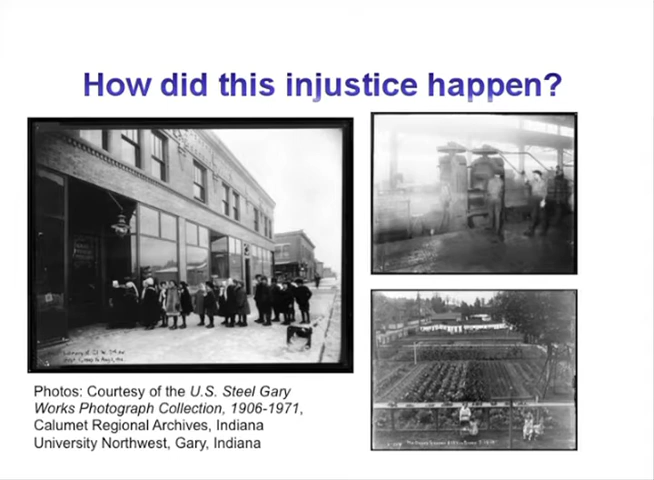 How did this injustice happen?
Photos: Courtesy of the U.S. Steel Gary
Works Photograph Collection, 1906-1971,
Calumet Regional Archives, Indiana
University Northwest, Gary, Indiana